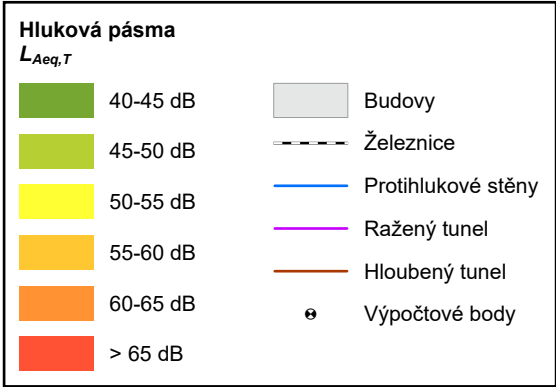 Hluková pásma
L_Aeq,T
40-45 dB
45-50 dB
50-55 dB
55-60 dB
60-65 dB
> 65 dB
Budovy
Železnice
Protihlukové stěny
Ražený tunel
Hloubený tunel
Výpočtové body